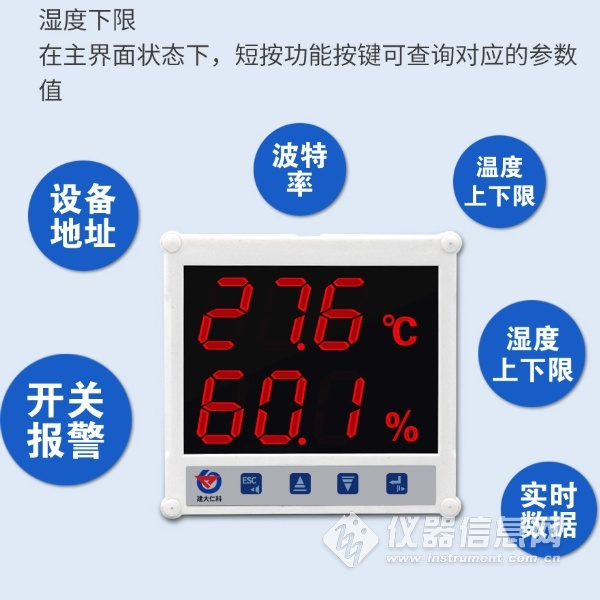 湿度下限
在主界面状态下，短按功能按键可查询对应的参数
值
波特
率
设备
地址
温度
上下限
27.6 ℃
湿度
上下限
60.1 %
开关
报警
ESC
建大仁科
实时
数据
仪器信息网
www.instrument.com.cn